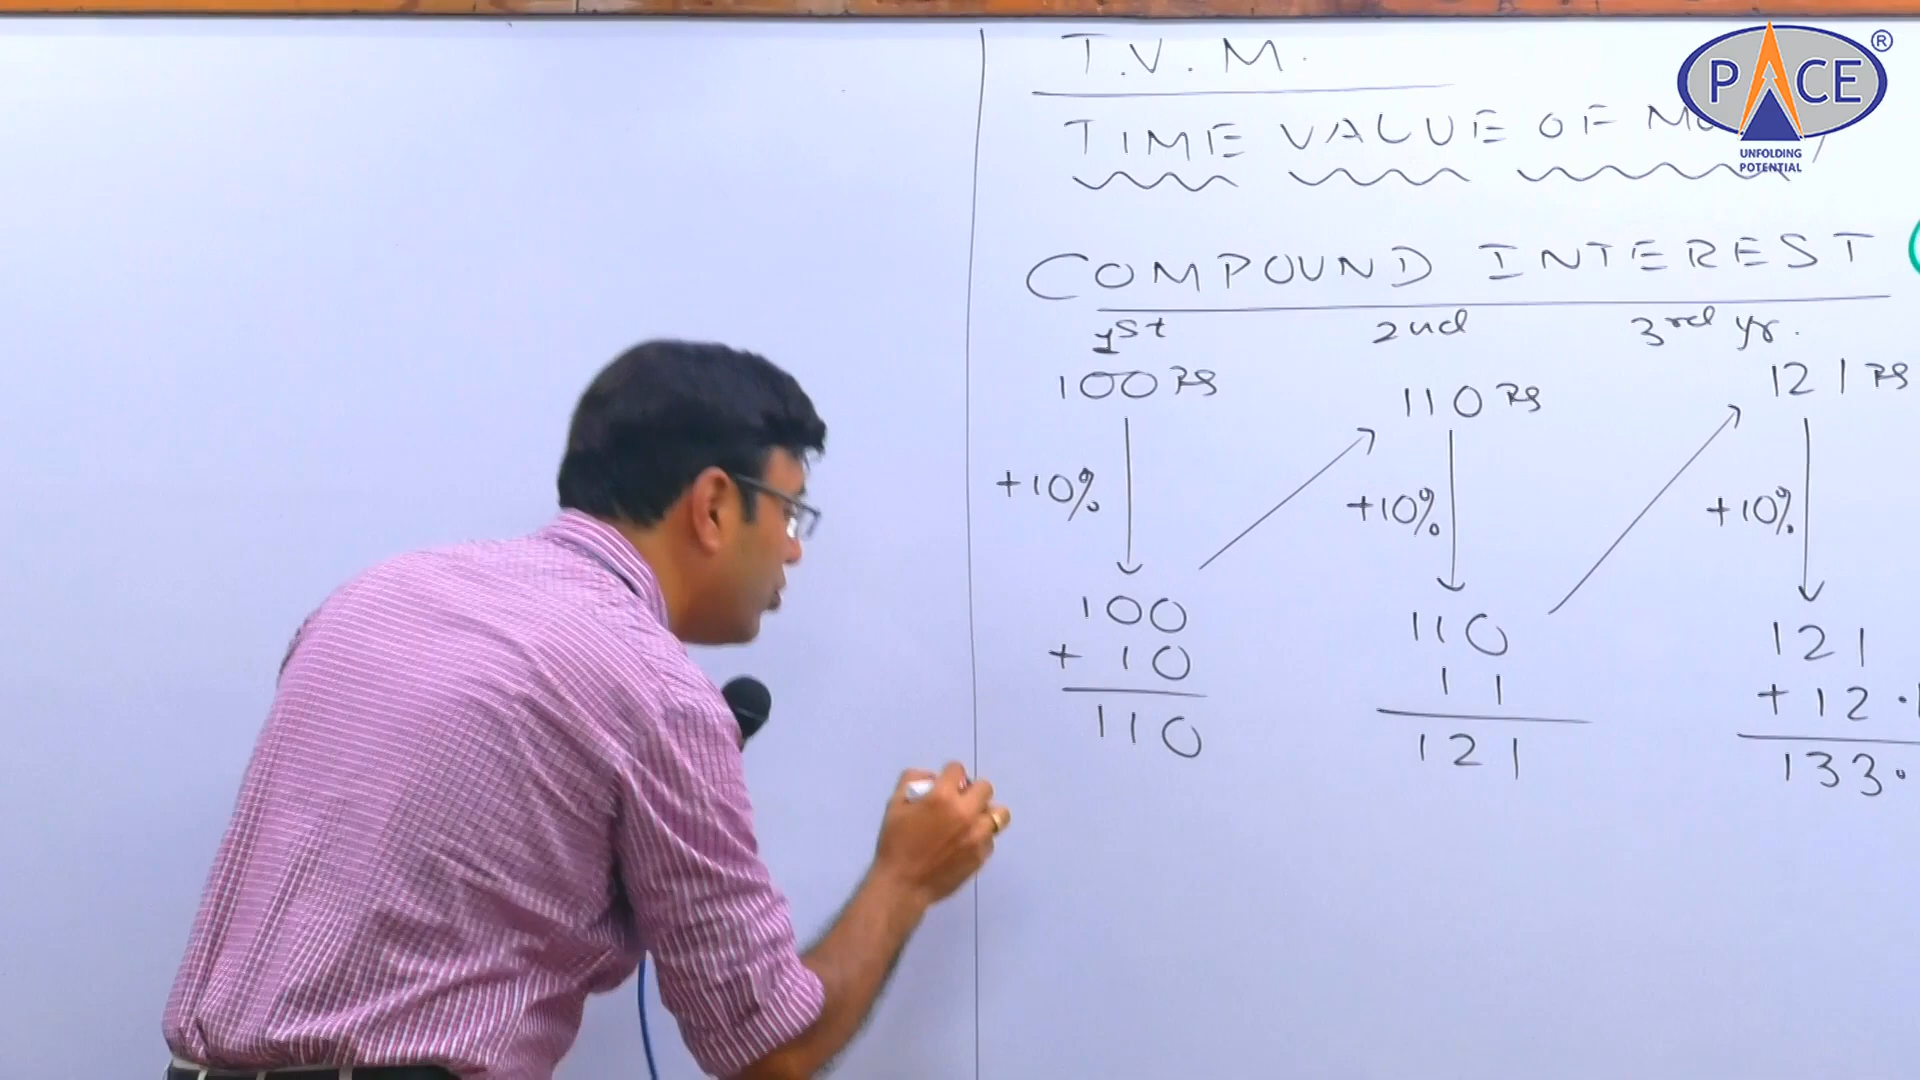 T.V.M.
TIME VALUE OF
PACE
®
UNFOLDING
POTENTIAL
COMPOUND INTEREST
1st 2nd 3rd yr.
100 Rs 110 Rs 121 Rs
+10% +10% +10%
100 110 121
+ 10 11 + 12.1
110 121 133.